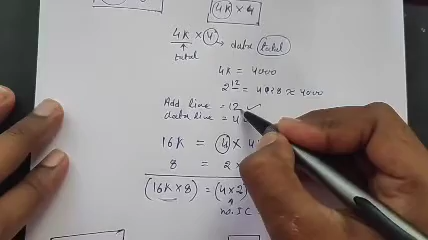 4K × 4
4K × 4 → data total
total
4K = 4000
2^12 = 4028 × 4000
Add line = 12 ✓
data line = 4
16K = 4 × 4
8 = 2 ×
(16K × 8) = (4 × 2)
no. IC